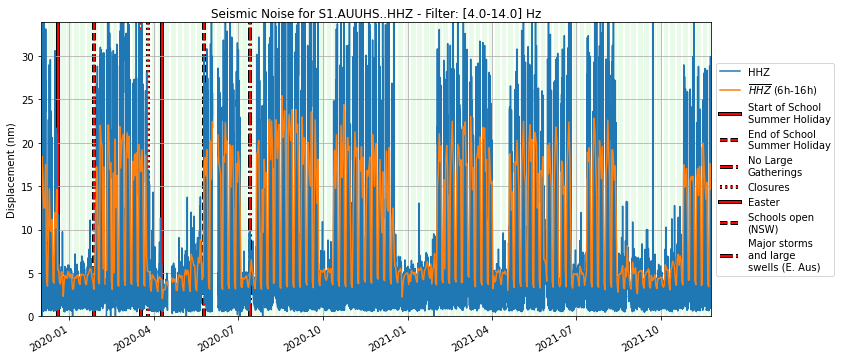 Seismic Noise for S1.AUUHS..HHZ - Filter: [4.0-14.0] Hz
Displacement (nm)
30
25
20
15
10
5
0
2020-01
2020-04
2020-07
2020-10
2021-01
2021-04
2021-07
2021-10
HHZ
HHZ (6h-16h)
Start of School
Summer Holiday
End of School
Summer Holiday
No Large
Gatherings
Closures
Easter
Schools open
(NSW)
Major storms
and large
swells (E. Aus)